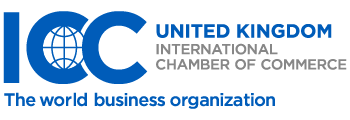 ICC
UNITED KINGDOM
INTERNATIONAL
CHAMBER OF COMMERCE
The world business organization